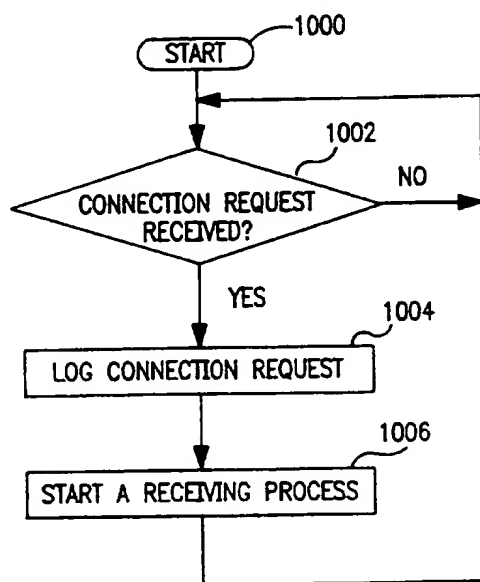 1000
START
1002
CONNECTION REQUEST
RECEIVED?
NO
YES
1004
LOG CONNECTION REQUEST
1006
START A RECEIVING PROCESS